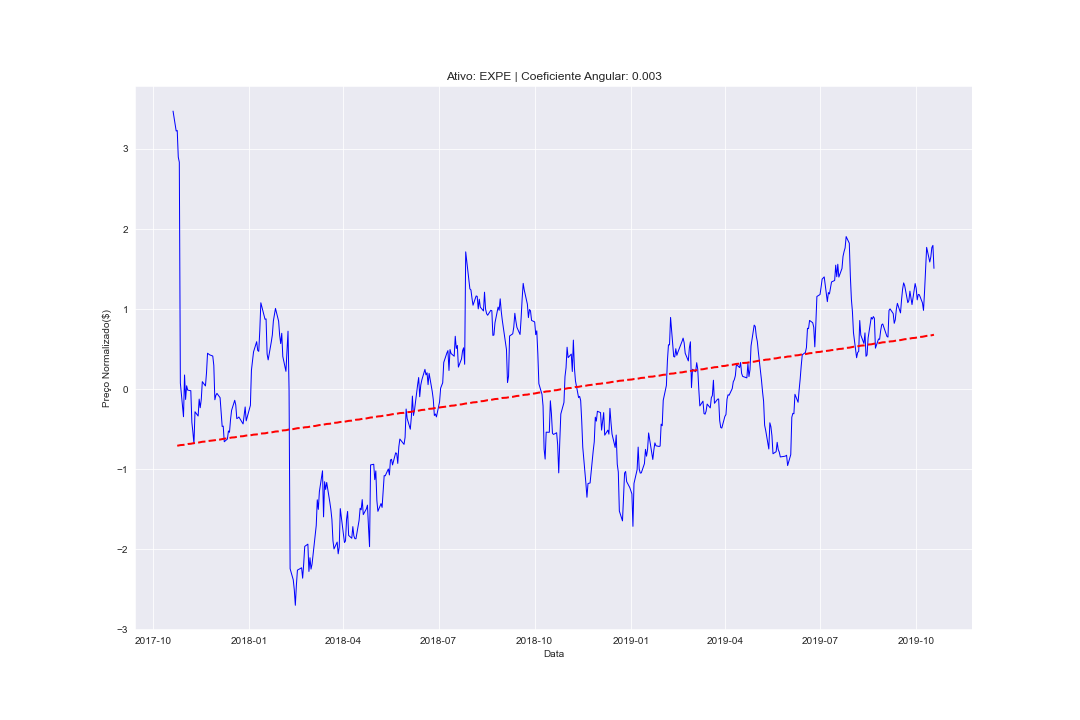 Ativo: EXPE | Coeficiente Angular: 0.003
Preço Normalizado($)
3
2
1
0
−1
−2
−3
2017-10 2018-01 2018-04 2018-07 2018-10 2019-01 2019-04 2019-07 2019-10
Data